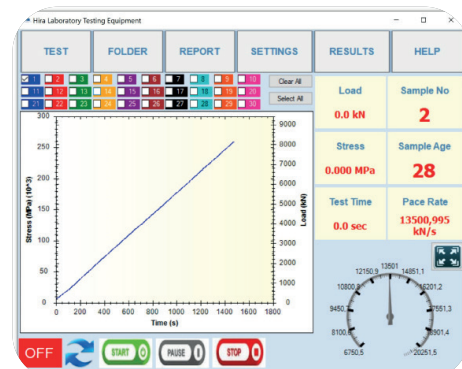 Hira Laboratory Testing Equipment
TEST FOLDER REPORT SETTINGS RESULTS HELP
1 2 3 4 5 6 7 8 9 10 Clear All
11 12 13 14 15 16 17 18 19 20 Select All
21 22 23 24 25 26 27 28 29 30
Load
0.0 kN
Sample No
2
Stress
0.000 MPa
Sample Age
28
Test Time
0.0 sec
Pace Rate
13500,995
kN/s
Stress (MPa) (10^3)
300
250
200
150
100
50
0
9000
8000
7000
6000
5000
4000
3000
2000
1000
0
Load (kN)
0 200 400 600 800 1000 1200 1400 1600 1800
Time (s)
6750,5
8100,6
9450,7
10800,8
12150,9
13501
14851,1
16201,2
17551,3
18901,4
20251,5
OFF START PAUSE STOP